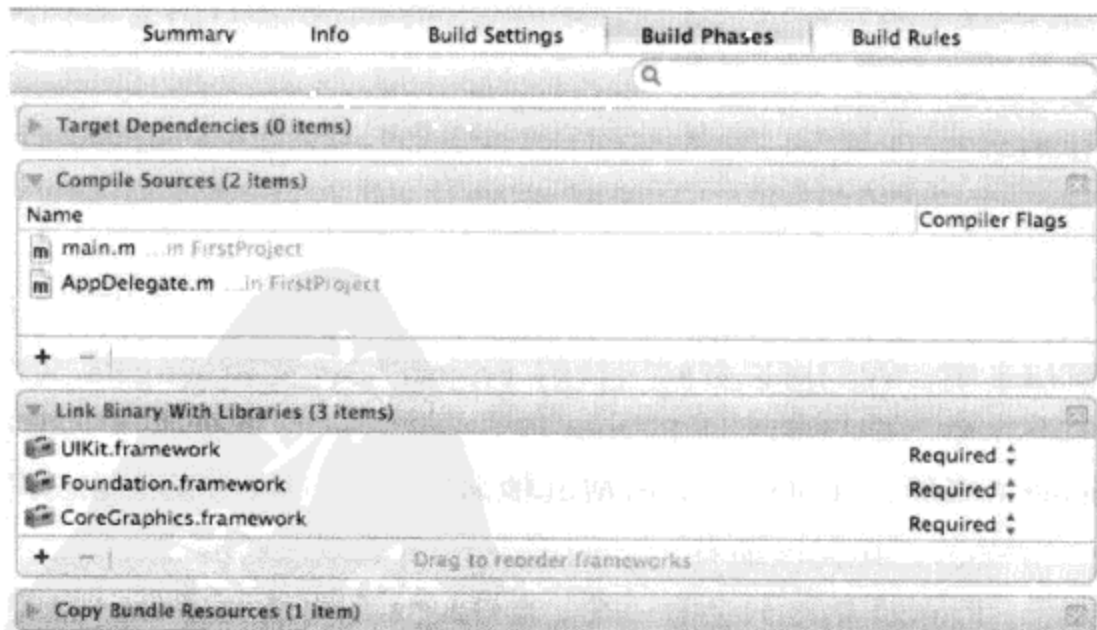 Summary Info Build Settings Build Phases Build Rules
Target Dependencies (0 items)
Compile Sources (2 items)
Name Compiler Flags
m main.m ...in FirstProject
m AppDelegate.m ...in FirstProject
+ −
Link Binary With Libraries (3 items)
UIKit.framework Required
Foundation.framework Required
CoreGraphics.framework Required
+ − Drag to reorder frameworks
Copy Bundle Resources (1 item)